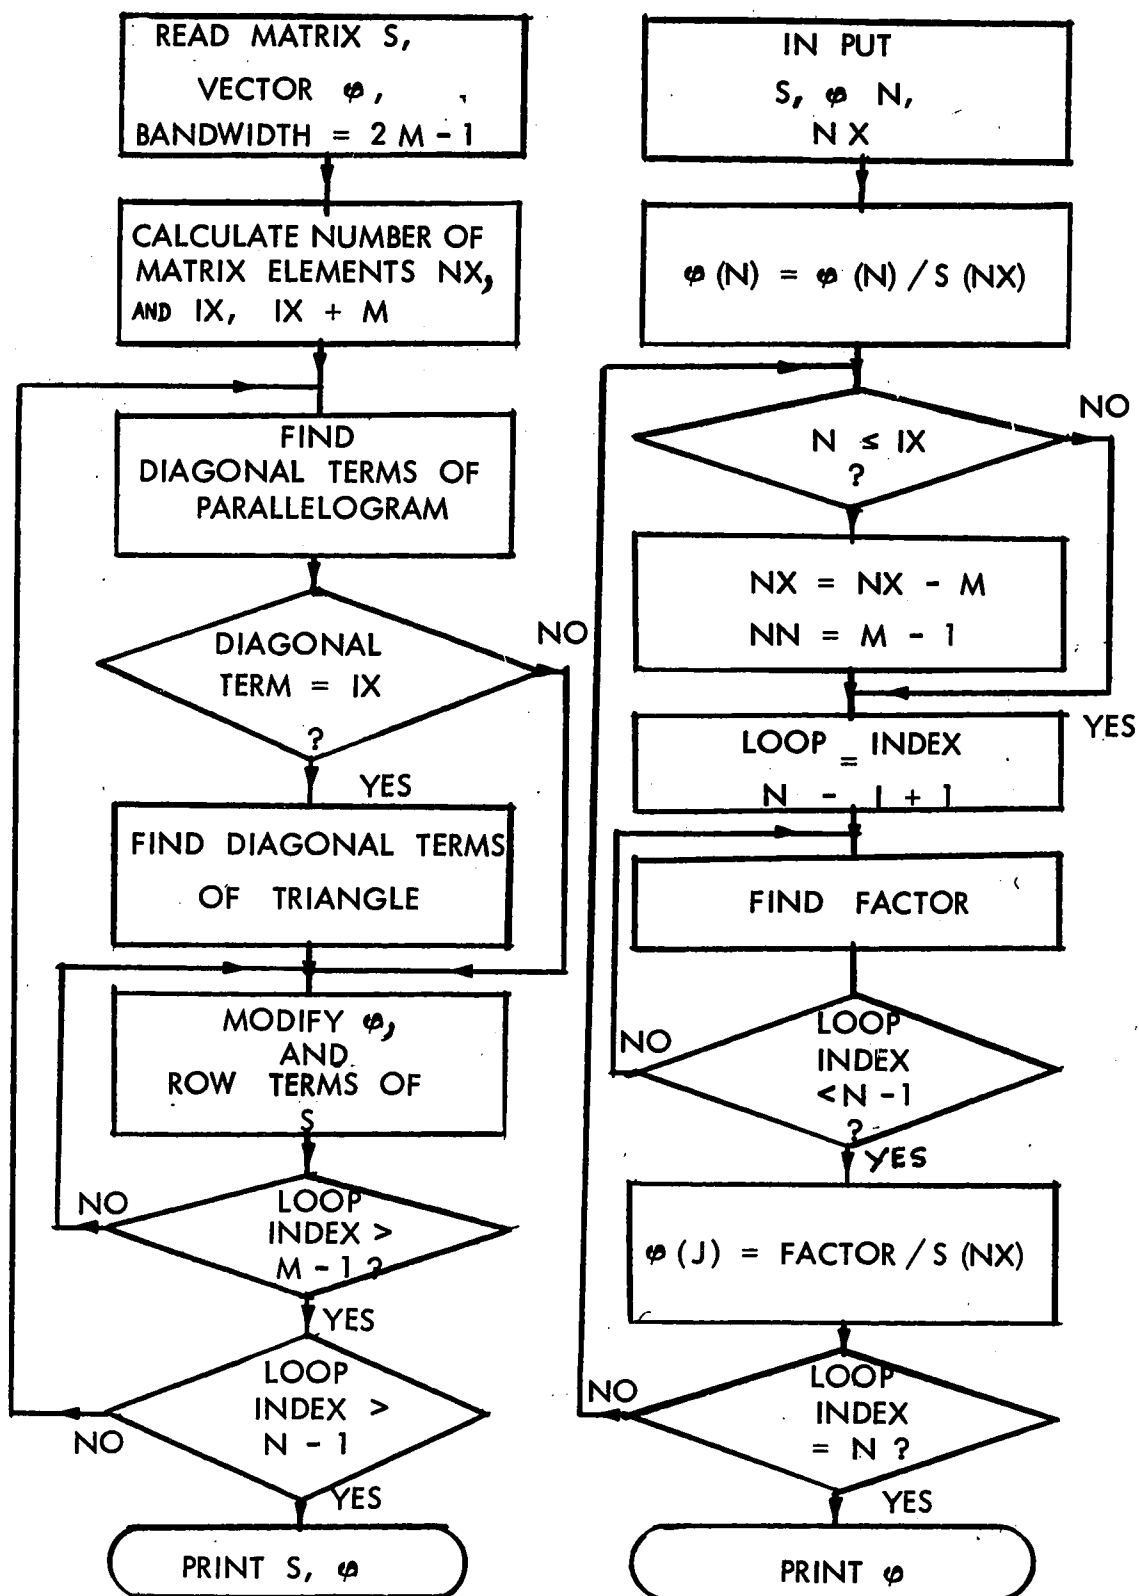 READ MATRIX S,
VECTOR φ,
BANDWIDTH = 2 M - 1
CALCULATE NUMBER OF
MATRIX ELEMENTS NX,
AND IX, IX + M
FIND
DIAGONAL TERMS OF
PARALLELOGRAM
DIAGONAL
TERM = IX
?
NO
YES
FIND DIAGONAL TERMS
OF TRIANGLE
MODIFY φ,
AND
ROW TERMS OF
S
LOOP
INDEX >
M - 1 ?
NO
YES
LOOP
INDEX >
N - 1
NO
YES
PRINT S, φ
IN PUT
S, φ N,
N X
φ (N) = φ (N) / S (NX)
N ≤ IX
?
NO
NX = NX - M
NN = M - 1
YES
LOOP = INDEX
N - I + 1
FIND FACTOR
LOOP
INDEX
< N - 1
?
NO
YES
φ (J) = FACTOR / S (NX)
LOOP
INDEX
= N ?
NO
YES
PRINT φ